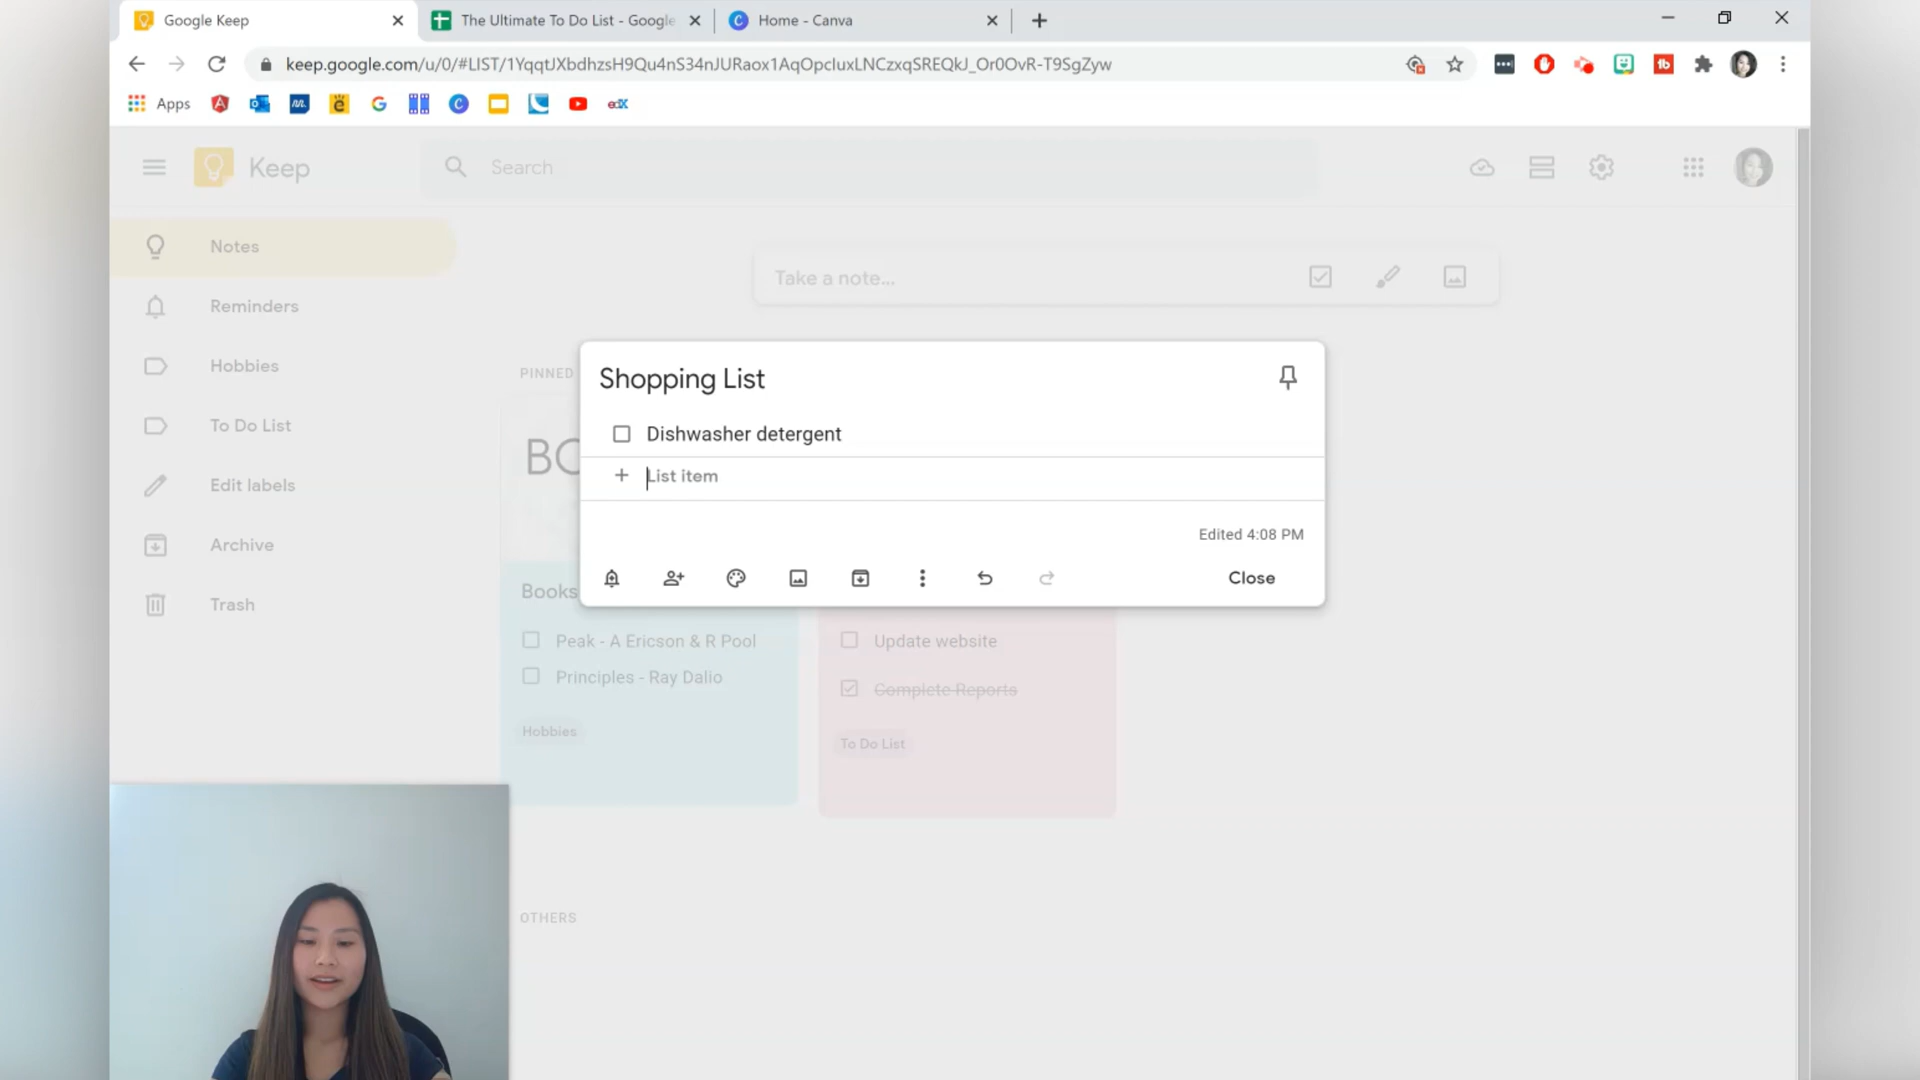 Google Keep
The Ultimate To Do List - Google
Home - Canva
keep.google.com/u/0/#LIST/1YqqtJXbdhzsH9Qu4nS34nJURaox1AqOpcIuxLNCzxqSREQkJ_Or0OvR-T9SgZyw
Apps
edX
Keep
Search
Notes
Take a note...
Reminders
Hobbies
PINNED
Shopping List
To Do List
Dishwasher detergent
BO
List item
Edit labels
Edited 4:08 PM
Archive
Close
Books
Trash
Peak - A Ericson & R Pool
Update website
Principles - Ray Dalio
Complete Reports
Hobbies
To Do List
OTHERS